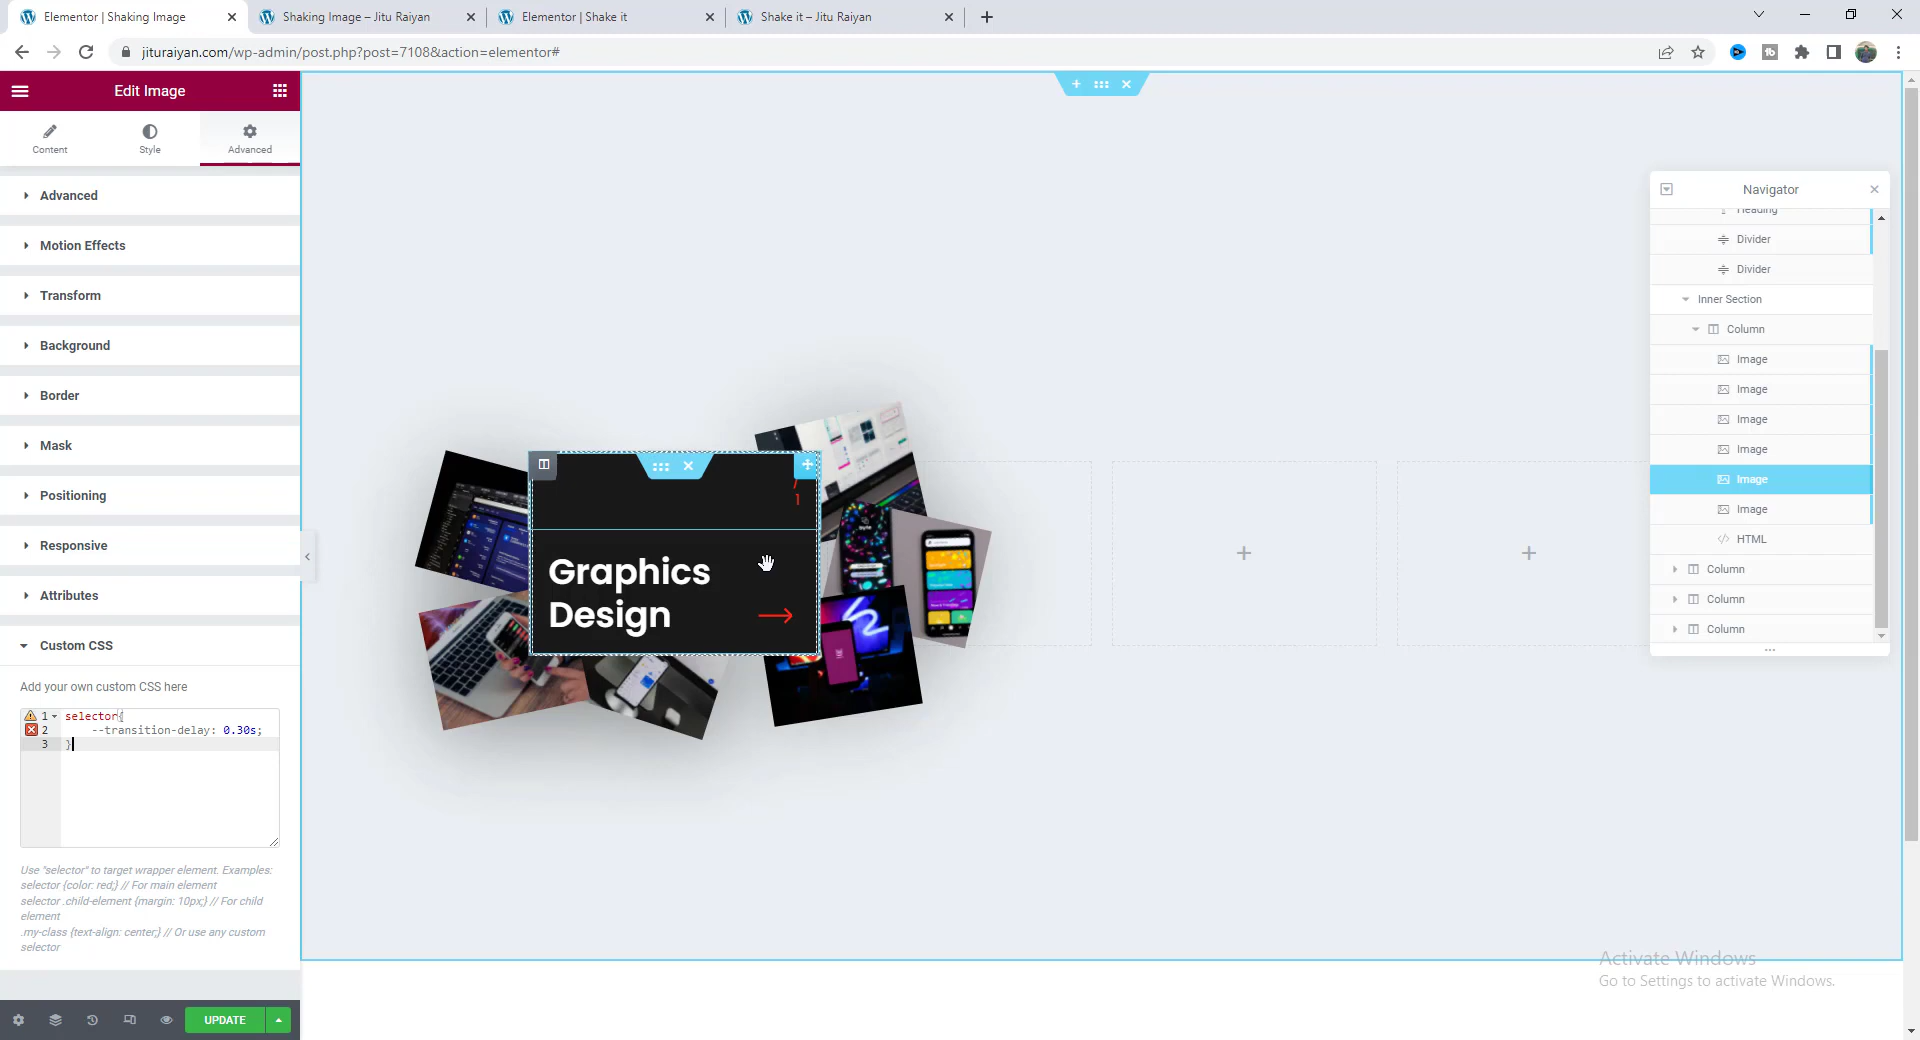 Elementor | Shaking Image
Shaking Image – Jitu Raiyan
Elementor | Shake it
Shake it – Jitu Raiyan
jituraiyan.com/wp-admin/post.php?post=7108&action=elementor#
Edit Image
Content
Style
Advanced
Advanced
Motion Effects
Transform
Background
Border
Mask
Positioning
Responsive
Attributes
Custom CSS
Add your own custom CSS here
1 selector{
2 --transition-delay: 0.30s;
3 }
Use "selector" to target wrapper element. Examples:
selector {color: red;} // For main element
selector .child-element {margin: 10px;} // For child
element
.my-class {text-align: center;} // Or use any custom
selector
UPDATE
/
1
Graphics
Design
Navigator
Heading
Divider
Divider
Inner Section
Column
Image
Image
Image
Image
Image
Image
HTML
Column
Column
Column
Activate Windows
Go to Settings to activate Windows.